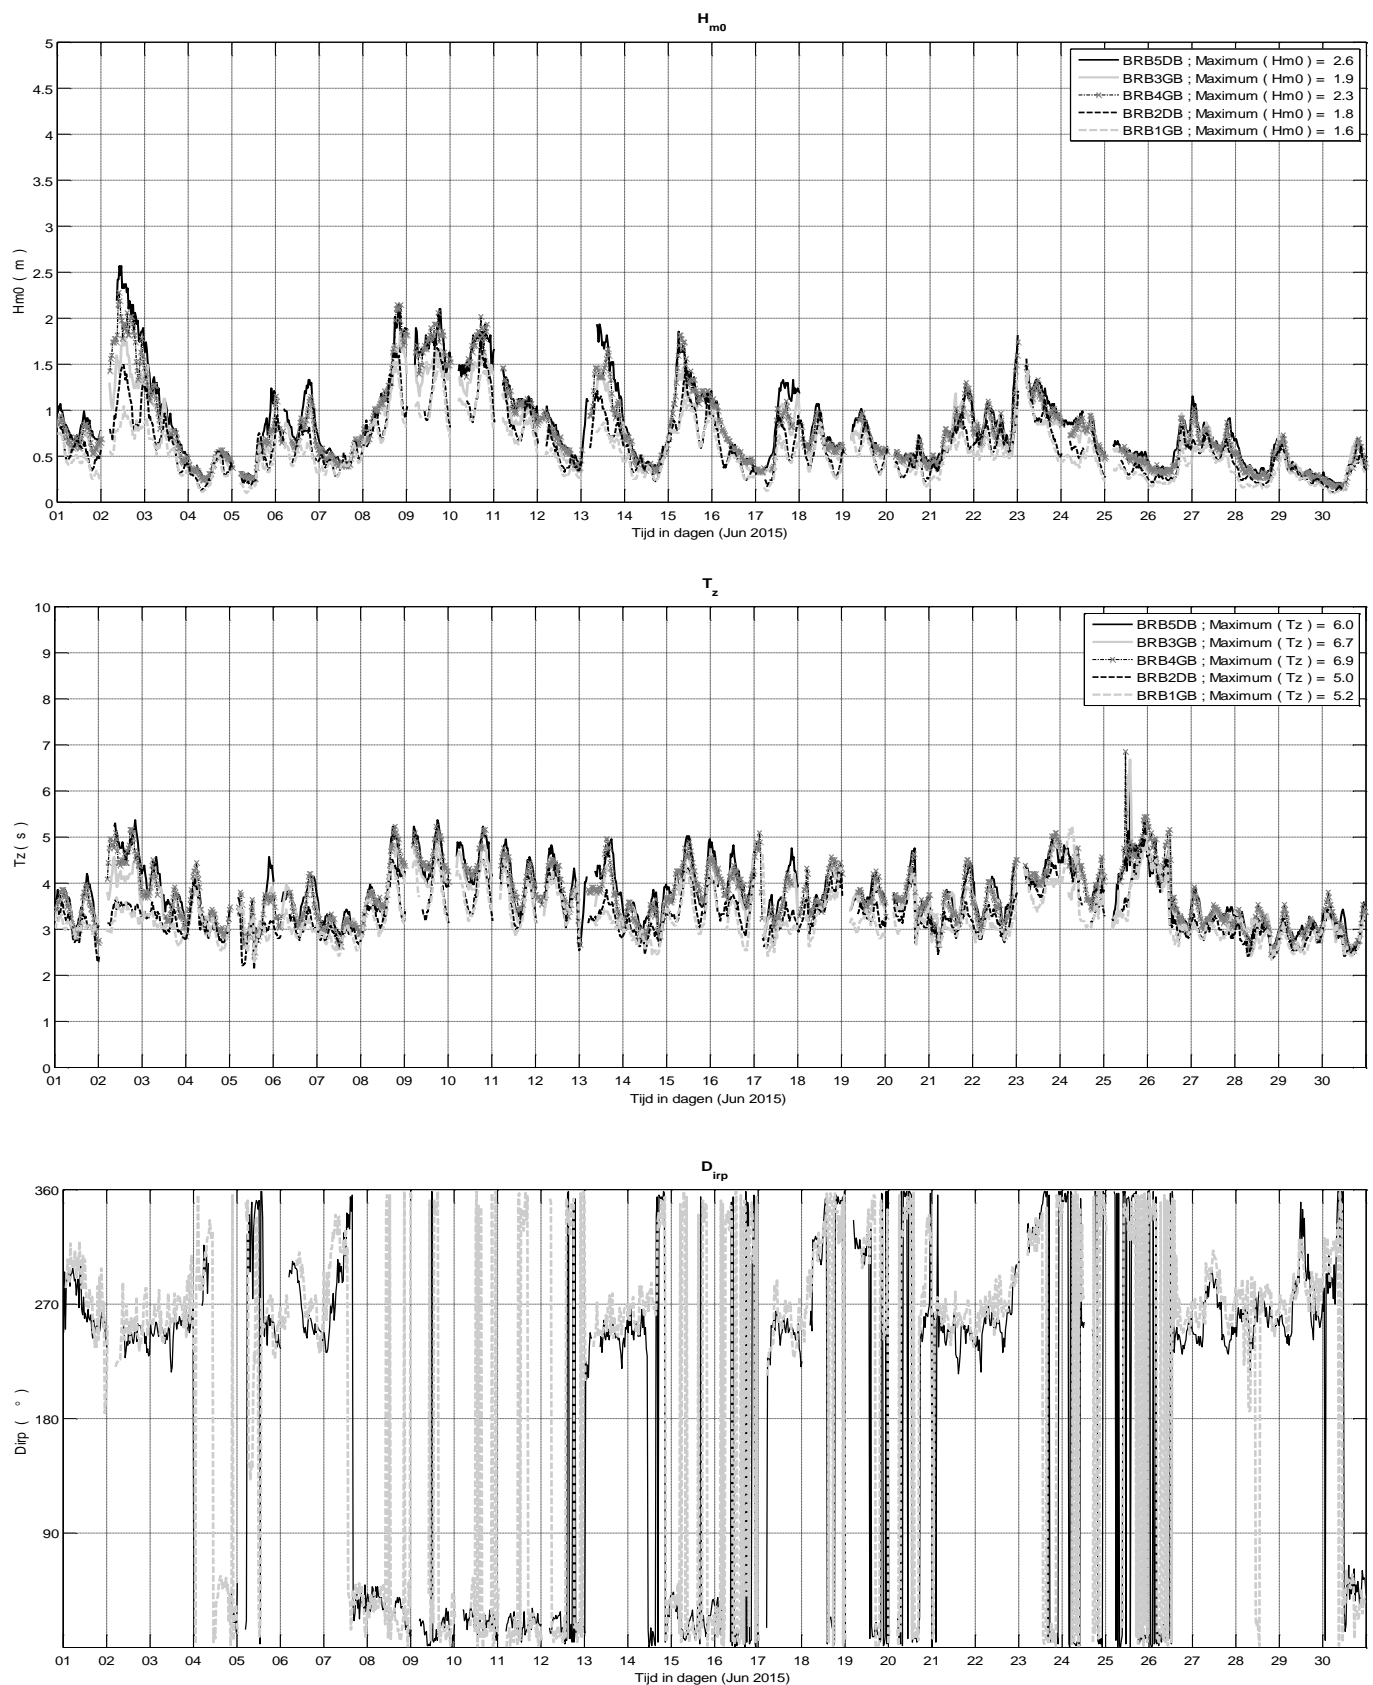 Hm0
5
4.5
4
3.5
3
2.5
2
1.5
1
0.5
0
Hm0 ( m )
BRB5DB ; Maximum ( Hm0 ) = 2.6
BRB3GB ; Maximum ( Hm0 ) = 1.9
BRB4GB ; Maximum ( Hm0 ) = 2.3
BRB2DB ; Maximum ( Hm0 ) = 1.8
BRB1GB ; Maximum ( Hm0 ) = 1.6
01 02 03 04 05 06 07 08 09 10 11 12 13 14 15 16 17 18 19 20 21 22 23 24 25 26 27 28 29 30
Tijd in dagen (Jun 2015)
Tz
10
9
8
7
6
5
4
3
2
1
0
Tz ( s )
BRB5DB ; Maximum ( Tz ) = 6.0
BRB3GB ; Maximum ( Tz ) = 6.7
BRB4GB ; Maximum ( Tz ) = 6.9
BRB2DB ; Maximum ( Tz ) = 5.0
BRB1GB ; Maximum ( Tz ) = 5.2
01 02 03 04 05 06 07 08 09 10 11 12 13 14 15 16 17 18 19 20 21 22 23 24 25 26 27 28 29 30
Tijd in dagen (Jun 2015)
Dirp
360
270
180
90
Dirp ( ° )
01 02 03 04 05 06 07 08 09 10 11 12 13 14 15 16 17 18 19 20 21 22 23 24 25 26 27 28 29 30
Tijd in dagen (Jun 2015)